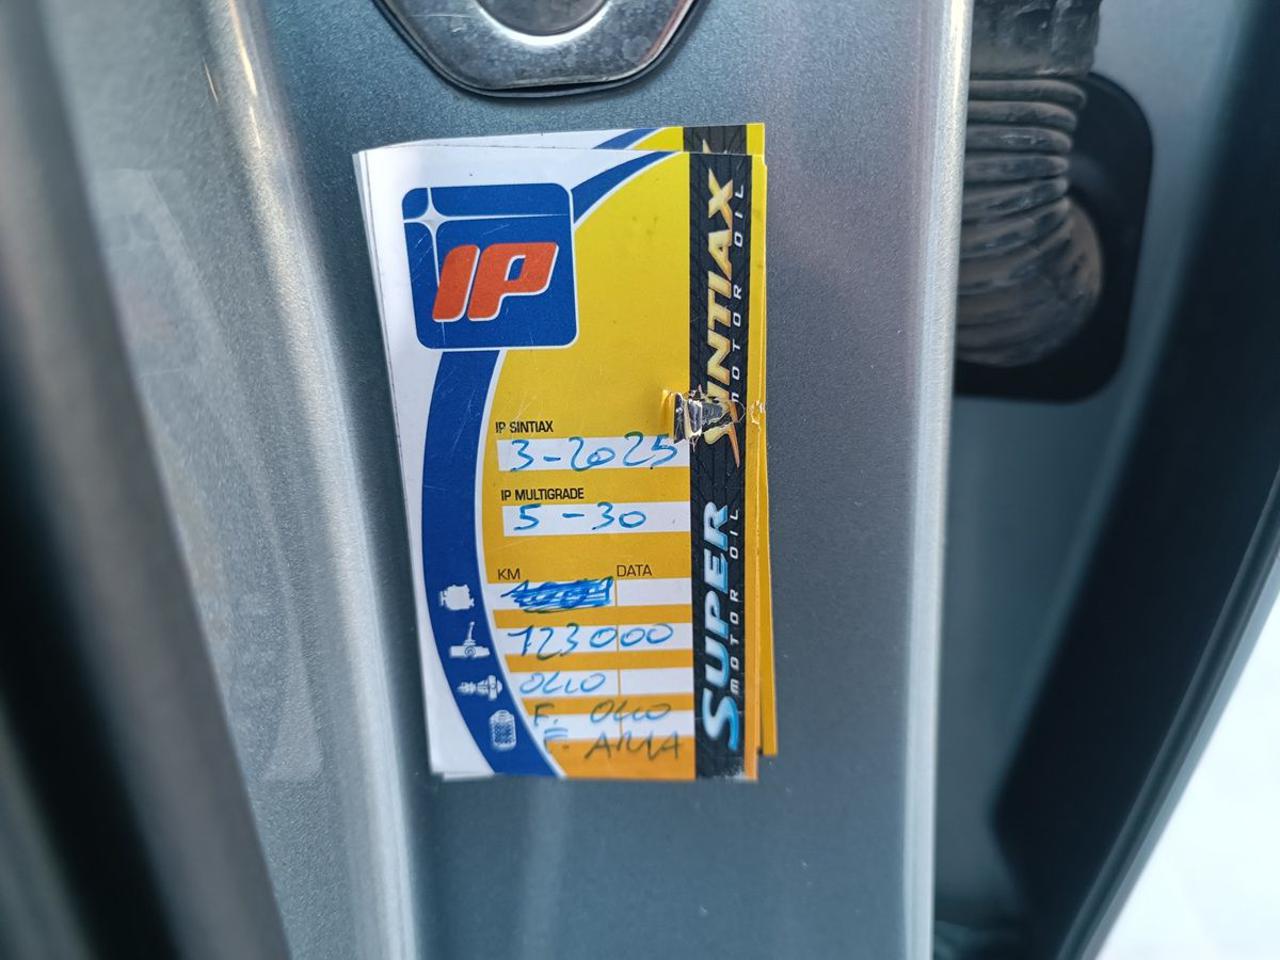 IP
IP SINTIAX
3-2025
IP MULTIGRADE
5-30
KM DATA
123000
OLIO
F. OLIO
F. ARIA
SUPER MOTOR OIL
SINTIAX MOTOR OIL